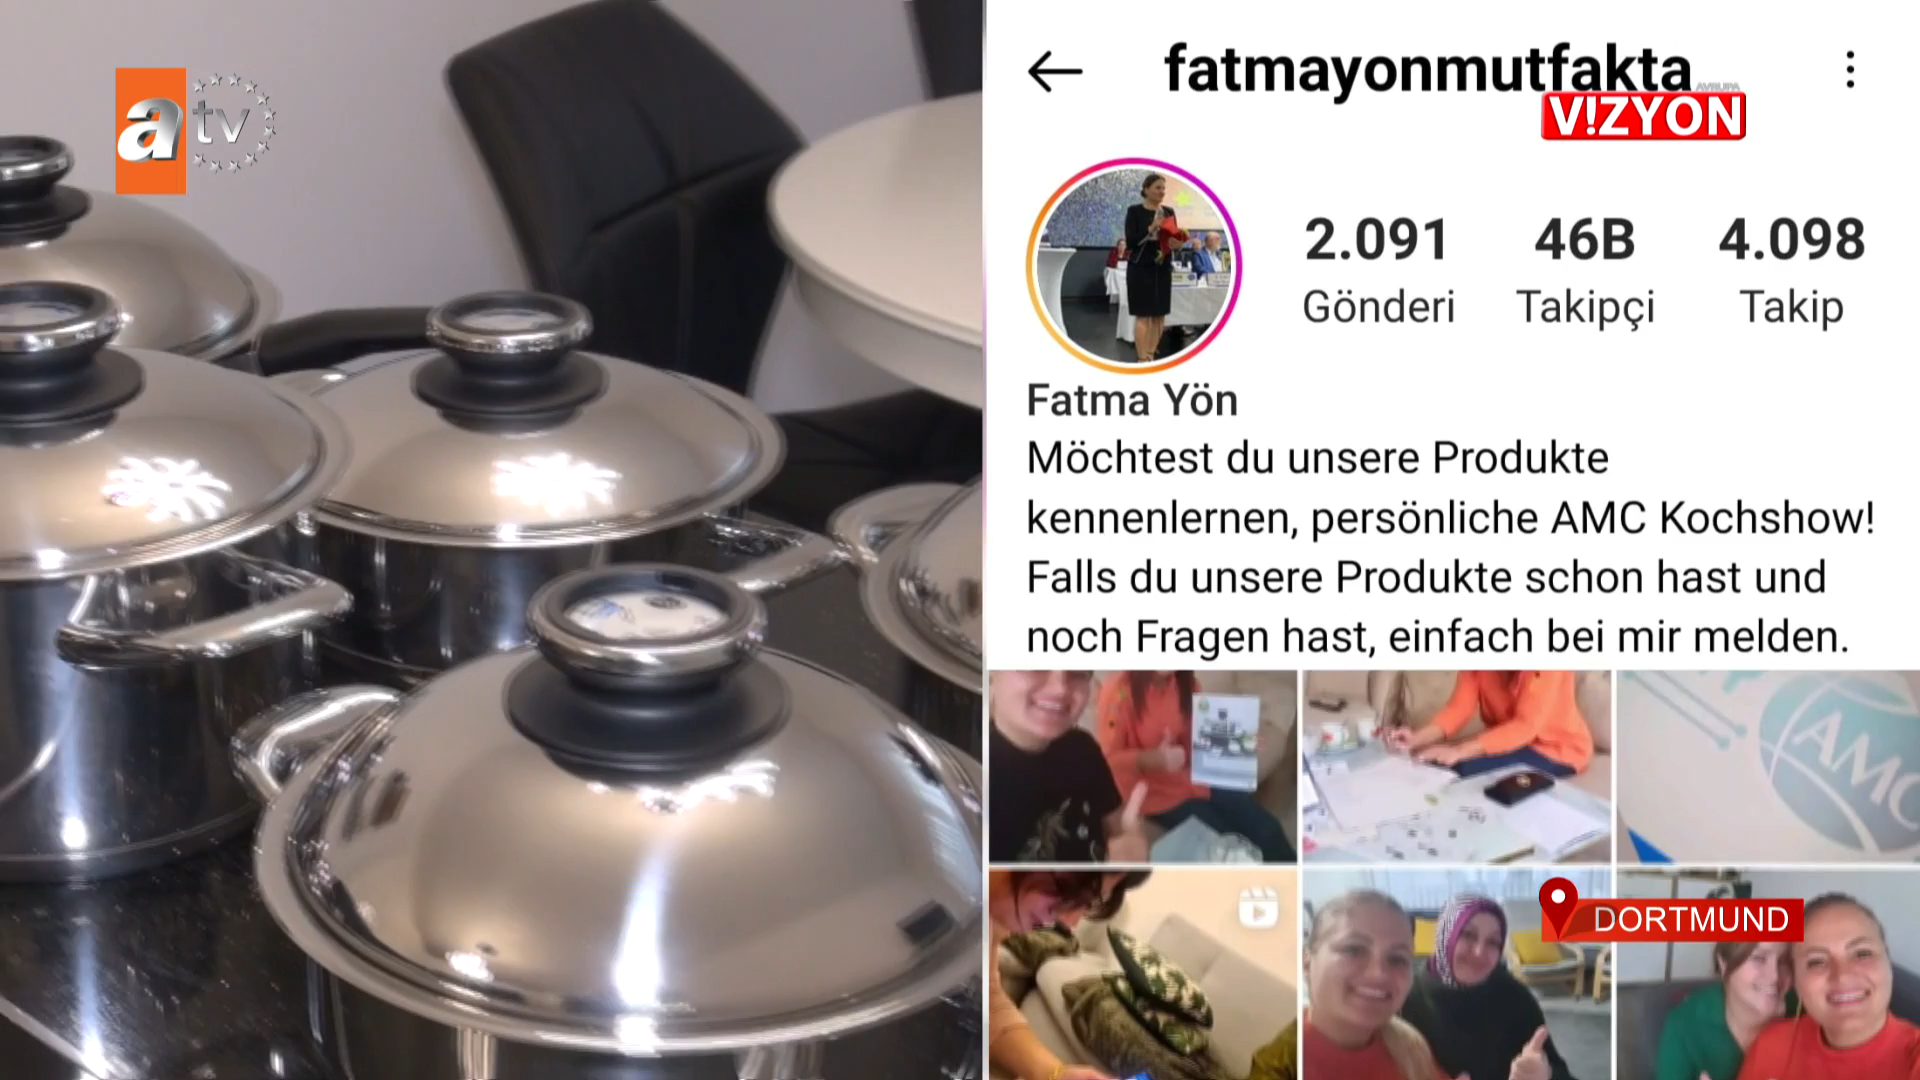 a tv
fatmayonmutfakta
AVRUPA
V!ZYON
2.091 46B 4.098
Gönderi Takipçi Takip
Fatma Yön
Möchtest du unsere Produkte
kennenlernen, persönliche AMC Kochshow!
Falls du unsere Produkte schon hast und
noch Fragen hast, einfach bei mir melden.
AMC
DORTMUND